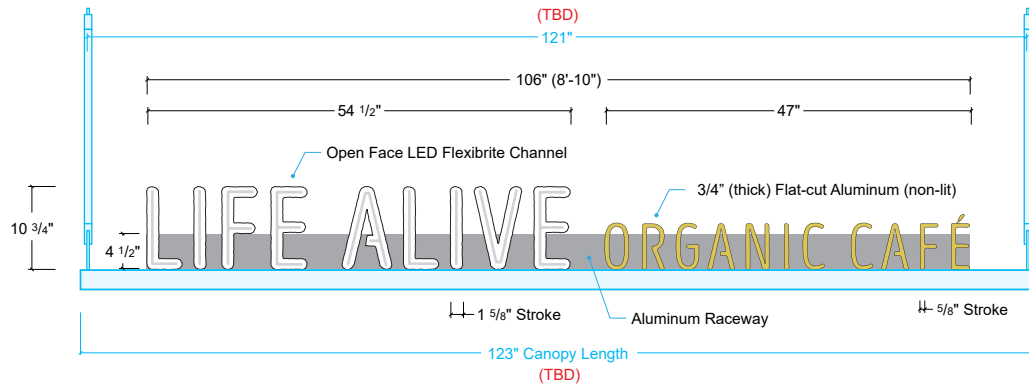 (TBD)
121"
106" (8'-10")
54 1/2"
47"
Open Face LED Flexibrite Channel
3/4” (thick) Flat-cut Aluminum (non-lit)
10 3/4"
4 1/2"
LIFE ALIVE
ORGANIC CAFÉ
1 5/8" Stroke
Aluminum Raceway
5/8" Stroke
123" Canopy Length
(TBD)